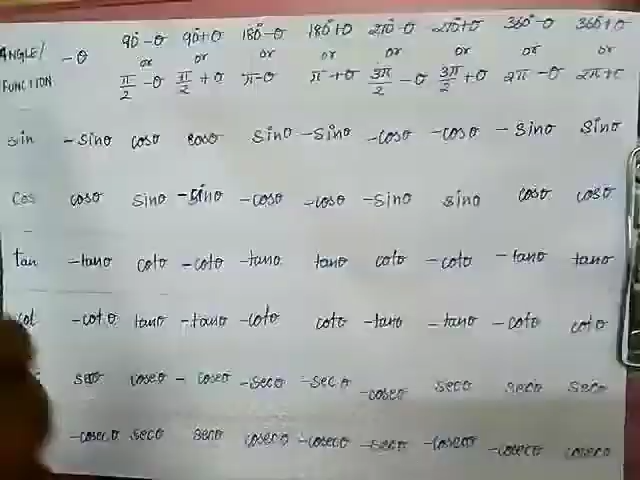 90°-θ 90°+θ 180°-θ 180°+θ 270°-θ 270°+θ 360°-θ 360°+θ
ANGLE/ -θ or or or or or or or or
FUNCTION π/2 -θ π/2 +θ π-θ π+θ 3π/2 -θ 3π/2 +θ 2π-θ 2π+θ
sin -sinθ cosθ cosθ sinθ -sinθ -cosθ -cosθ -sinθ sinθ
cos cosθ sinθ -sinθ -cosθ -cosθ -sinθ sinθ cosθ cosθ
tan -tanθ cotθ -cotθ -tanθ tanθ cotθ -cotθ -tanθ tanθ
cot -cotθ tanθ -tanθ -cotθ cotθ -tanθ -tanθ -cotθ cotθ
secθ cosecθ -cosecθ -secθ -secθ -cosecθ secθ secθ secθ
-cosecθ secθ secθ cosecθ -cosecθ -secθ -cosecθ -cosecθ cosecθ